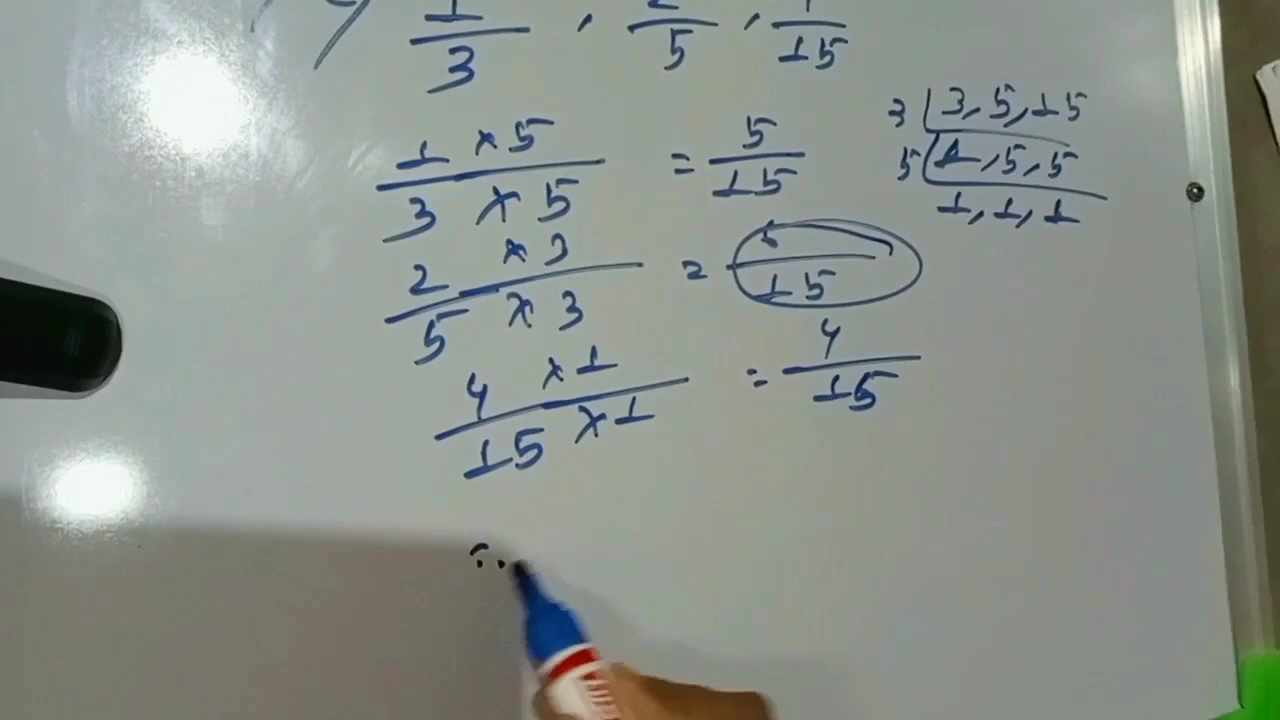 1/3 , 2/5 , 4/15
3 | 3, 5, 15
1/3 × 5/5 = 5/15
5 | 1, 5, 5
1, 1, 1
2/5 × 3/3 = 6/15
4/15 × 1/1 = 4/15
∴